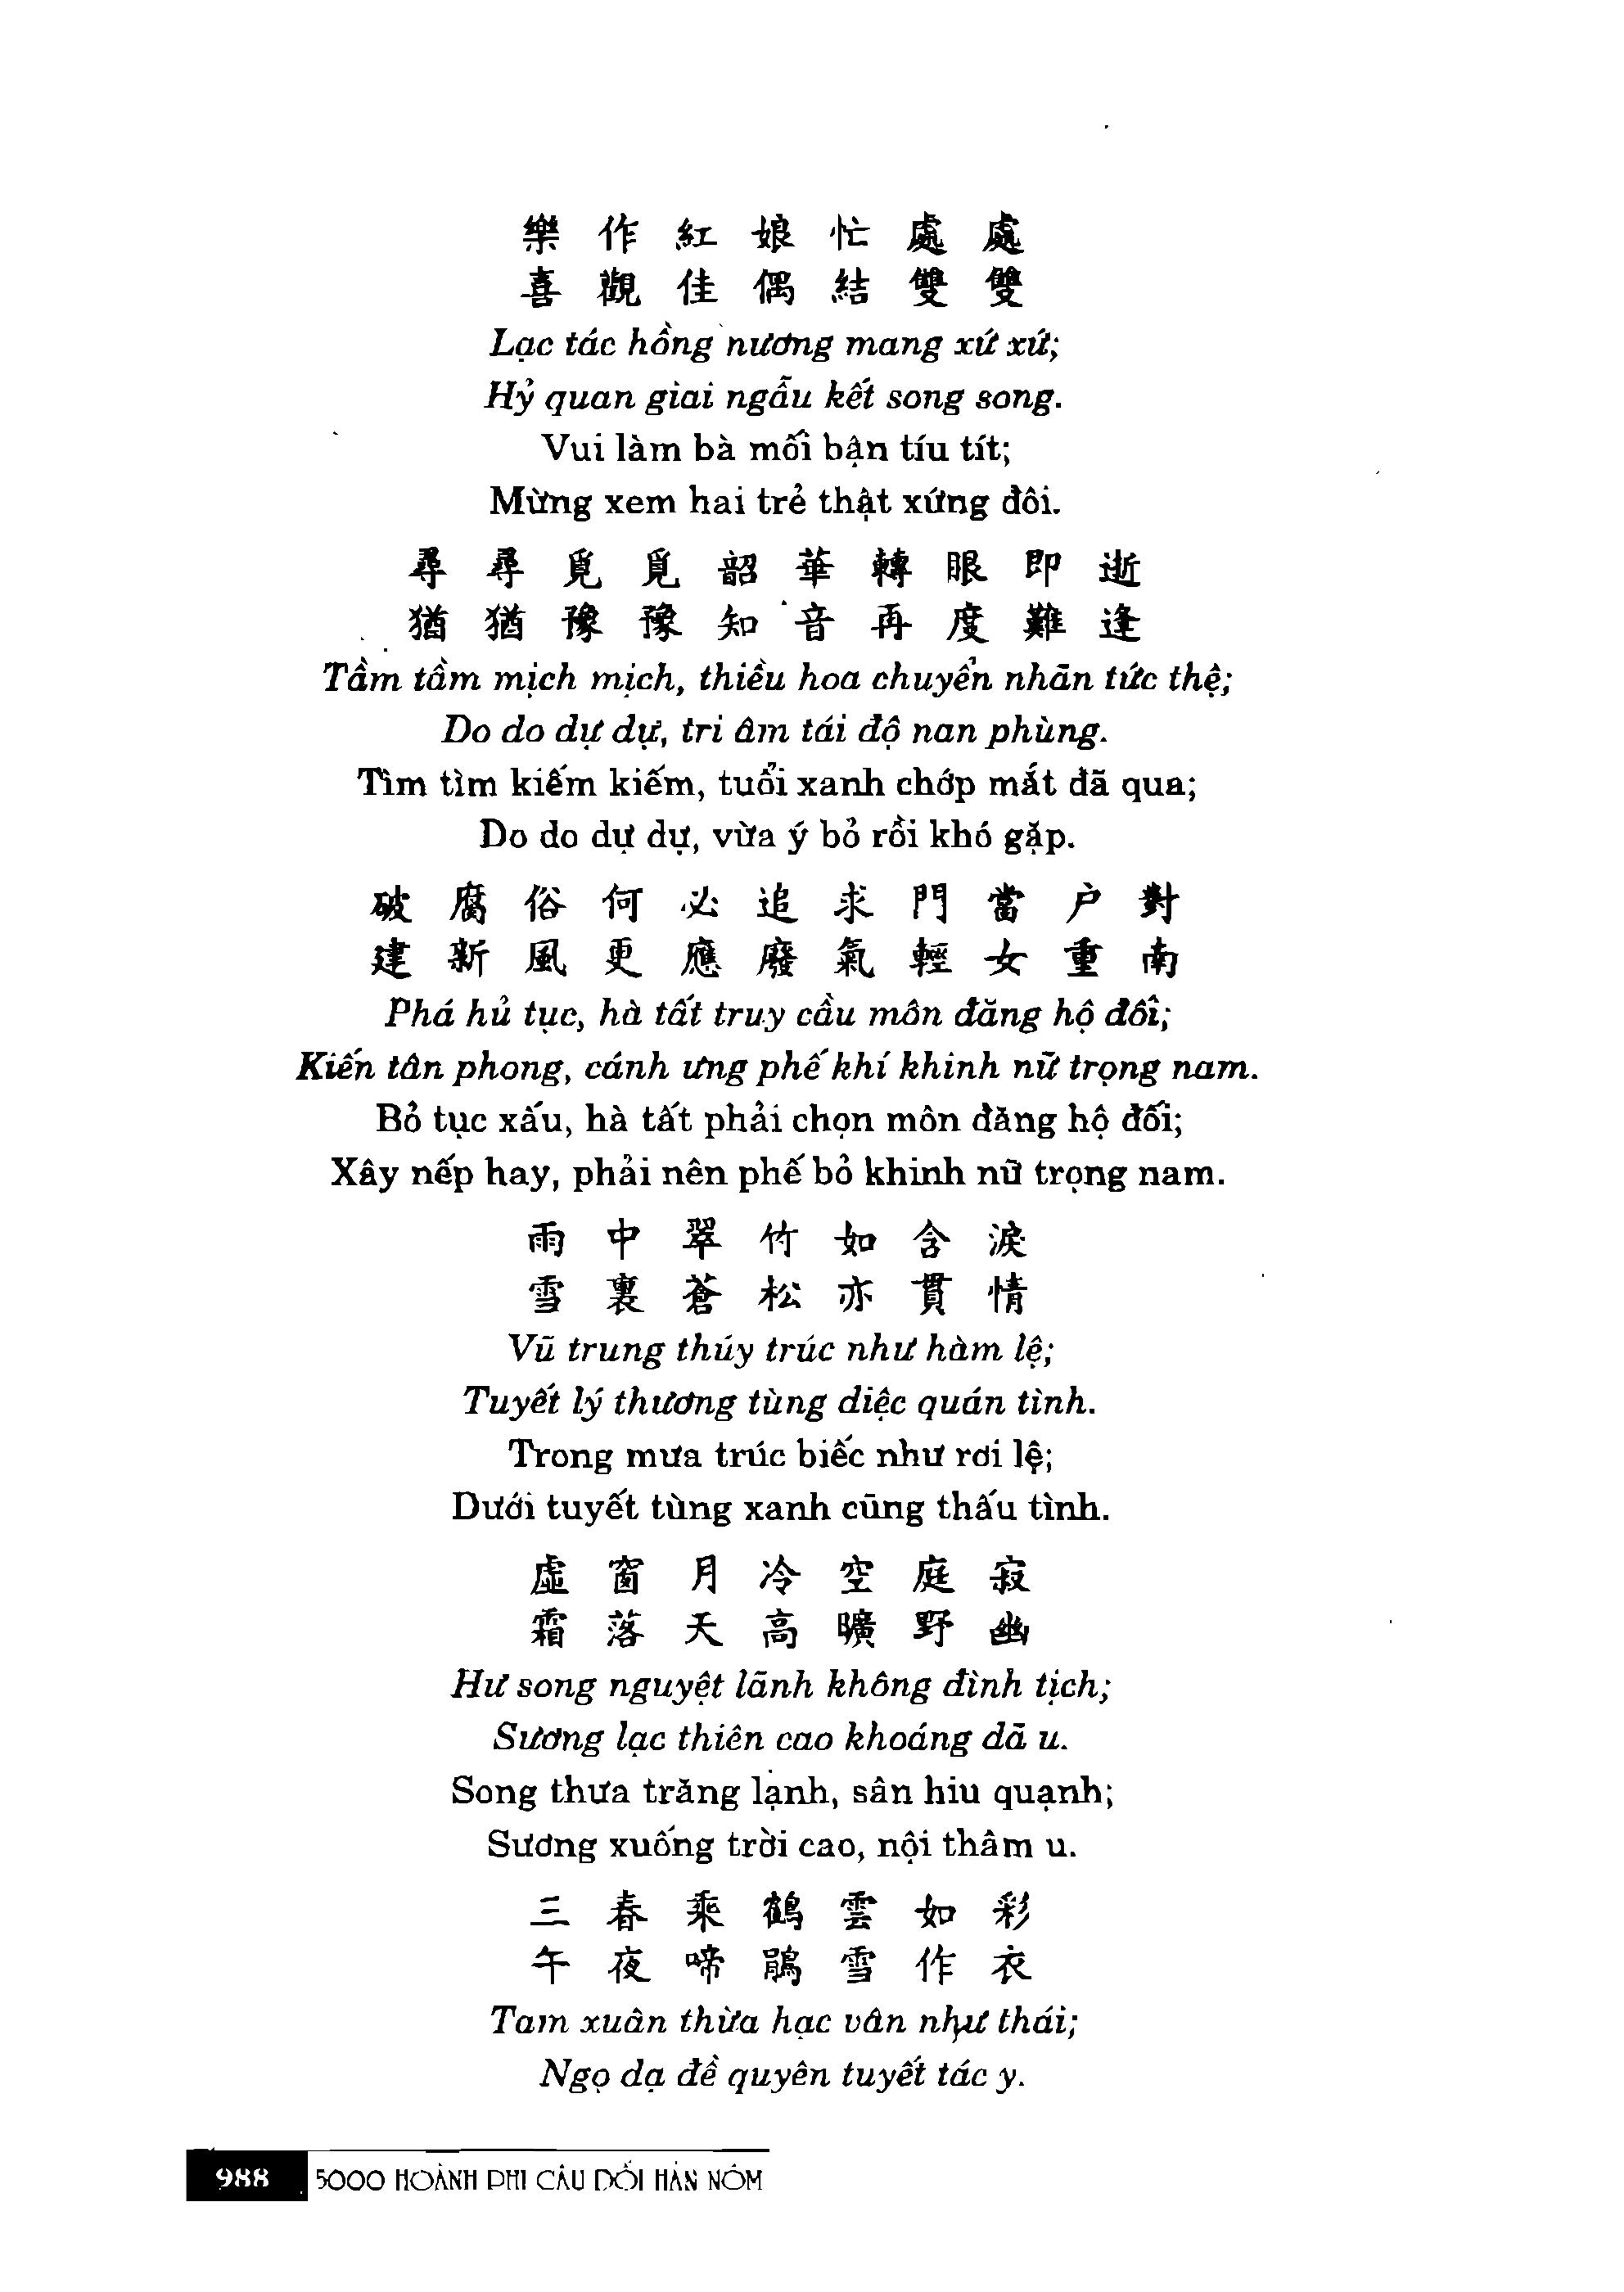 樂作紅娘忙處處
喜觀佳偶結雙雙
Lạc tác hồng nương mang xứ xứ;
Hỷ quan giai ngẫu kết song song.
Vui làm bà mối bận tíu tít;
Mừng xem hai trẻ thật xứng đôi.
尋尋覓覓韶華轉眼即逝
猶猶豫豫知音再度難逢
Tầm tầm mịch mịch, thiều hoa chuyển nhãn tức thệ;
Do do dự dự, tri âm tái độ nan phùng.
Tìm tìm kiếm kiếm, tuổi xanh chớp mắt đã qua;
Do do dự dự, vừa ý bỏ rồi khó gặp.
破腐俗何必追求門當户對
建新風更應廢氣輕女重南
Phá hủ tục, hà tất truy cầu môn đăng hộ đối;
Kiến tân phong, cánh ưng phế khí khinh nữ trọng nam.
Bỏ tục xấu, hà tất phải chọn môn đăng hộ đối;
Xây nếp hay, phải nên phế bỏ khinh nữ trọng nam.
雨中翠竹如含淚
雪裏蒼松亦貫情
Vũ trung thúy trúc như hàm lệ;
Tuyết lý thương tùng diệc quán tình.
Trong mưa trúc biếc như rơi lệ;
Dưới tuyết tùng xanh cũng thấu tình.
虛窗月冷空庭寂
霜落天高曠野幽
Hư song nguyệt lãnh không đình tịch;
Sương lạc thiên cao khoáng dã u.
Song thưa trăng lạnh, sân hiu quạnh;
Sương xuống trời cao, nội thâm u.
三春乘鶴雲如彩
午夜啼鵑雪作衣
Tam xuân thừa hạc vân như thái;
Ngọ dạ đề quyên tuyết tác y.
988 5000 HOÀNH PHI CÂU ĐỐI HÁN NÔM